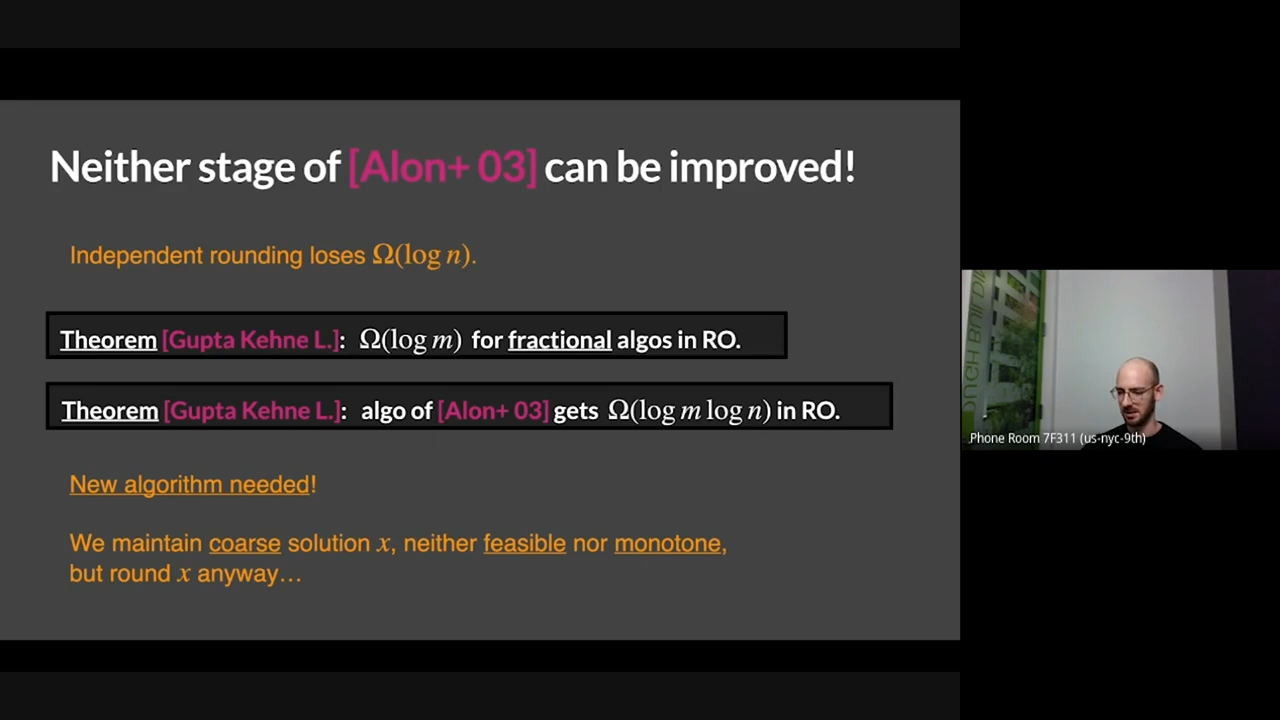 Neither stage of [Alon+ 03] can be improved!
Independent rounding loses Ω(log n).
Theorem [Gupta Kehne L.]: Ω(log m) for fractional algos in RO.
Theorem [Gupta Kehne L.]: algo of [Alon+ 03] gets Ω(log m log n) in RO.
New algorithm needed!
We maintain coarse solution x, neither feasible nor monotone,
but round x anyway…
Phone Room 7F311 (us-nyc-9th)